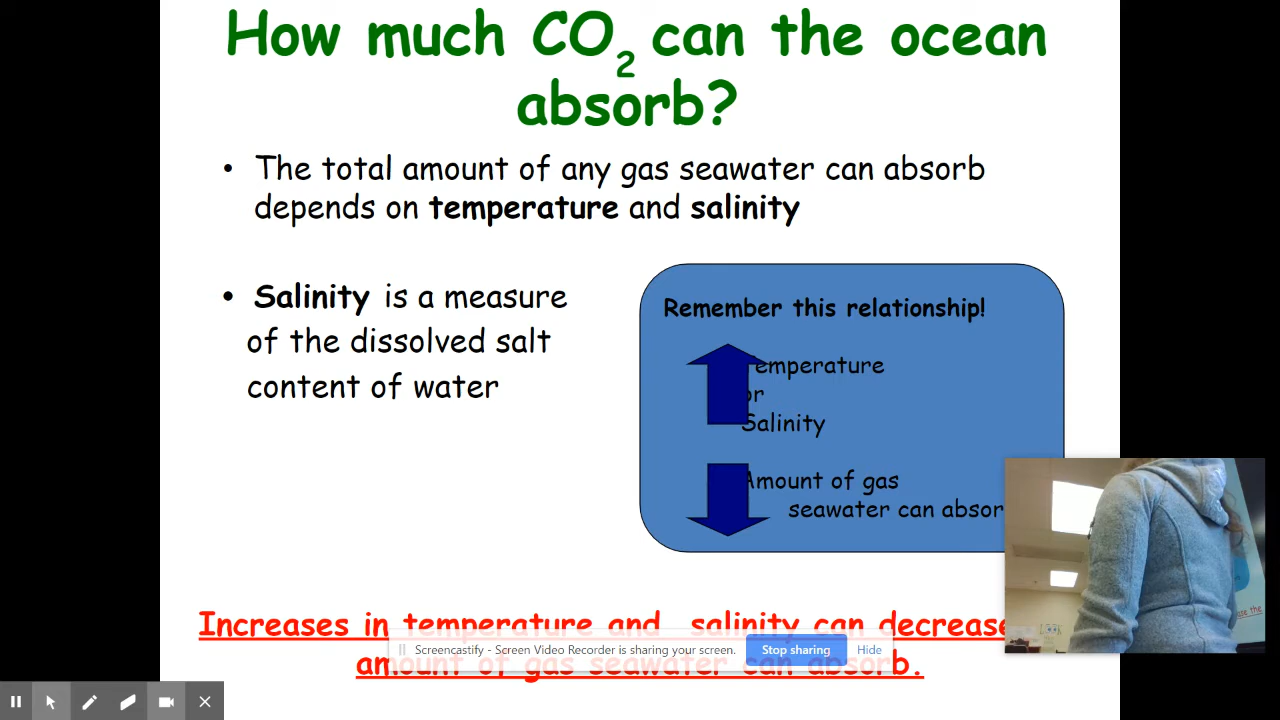 How much CO₂ can the ocean
absorb?
• The total amount of any gas seawater can absorb
depends on temperature and salinity
• Salinity is a measure
of the dissolved salt
content of water
Remember this relationship!
Temperature
or
Salinity
Amount of gas
seawater can absor
Increases in temperature and salinity can decrease
amount of gas seawater can absorb.
Screencastify - Screen Video Recorder is sharing your screen.
Stop sharing
Hide